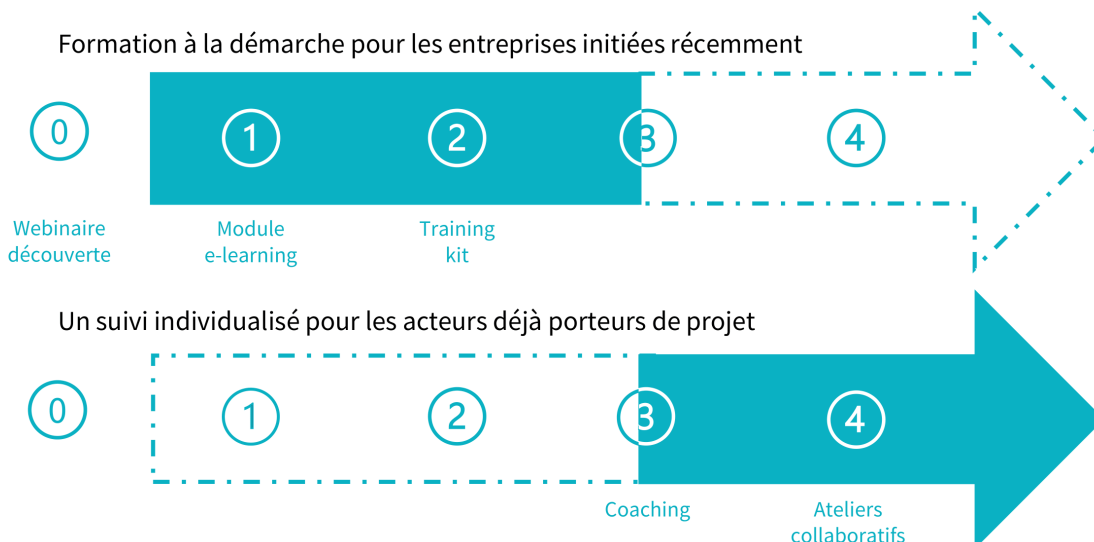 Formation à la démarche pour les entreprises initiées récemment
0
1
2
3
4
Webinaire
découverte
Module
e-learning
Training
kit
Un suivi individualisé pour les acteurs déjà porteurs de projet
0
1
2
3
4
Coaching
Ateliers
collaboratifs